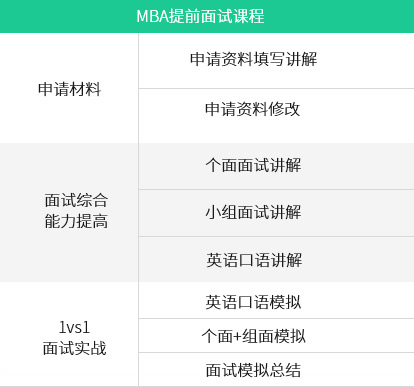 MBA提前面试课程
申请材料
申请资料填写讲解
申请资料修改
面试综合
能力提高
个面面试讲解
小组面试讲解
英语口语讲解
1vs1
面试实战
英语口语模拟
个面+组面模拟
面试模拟总结